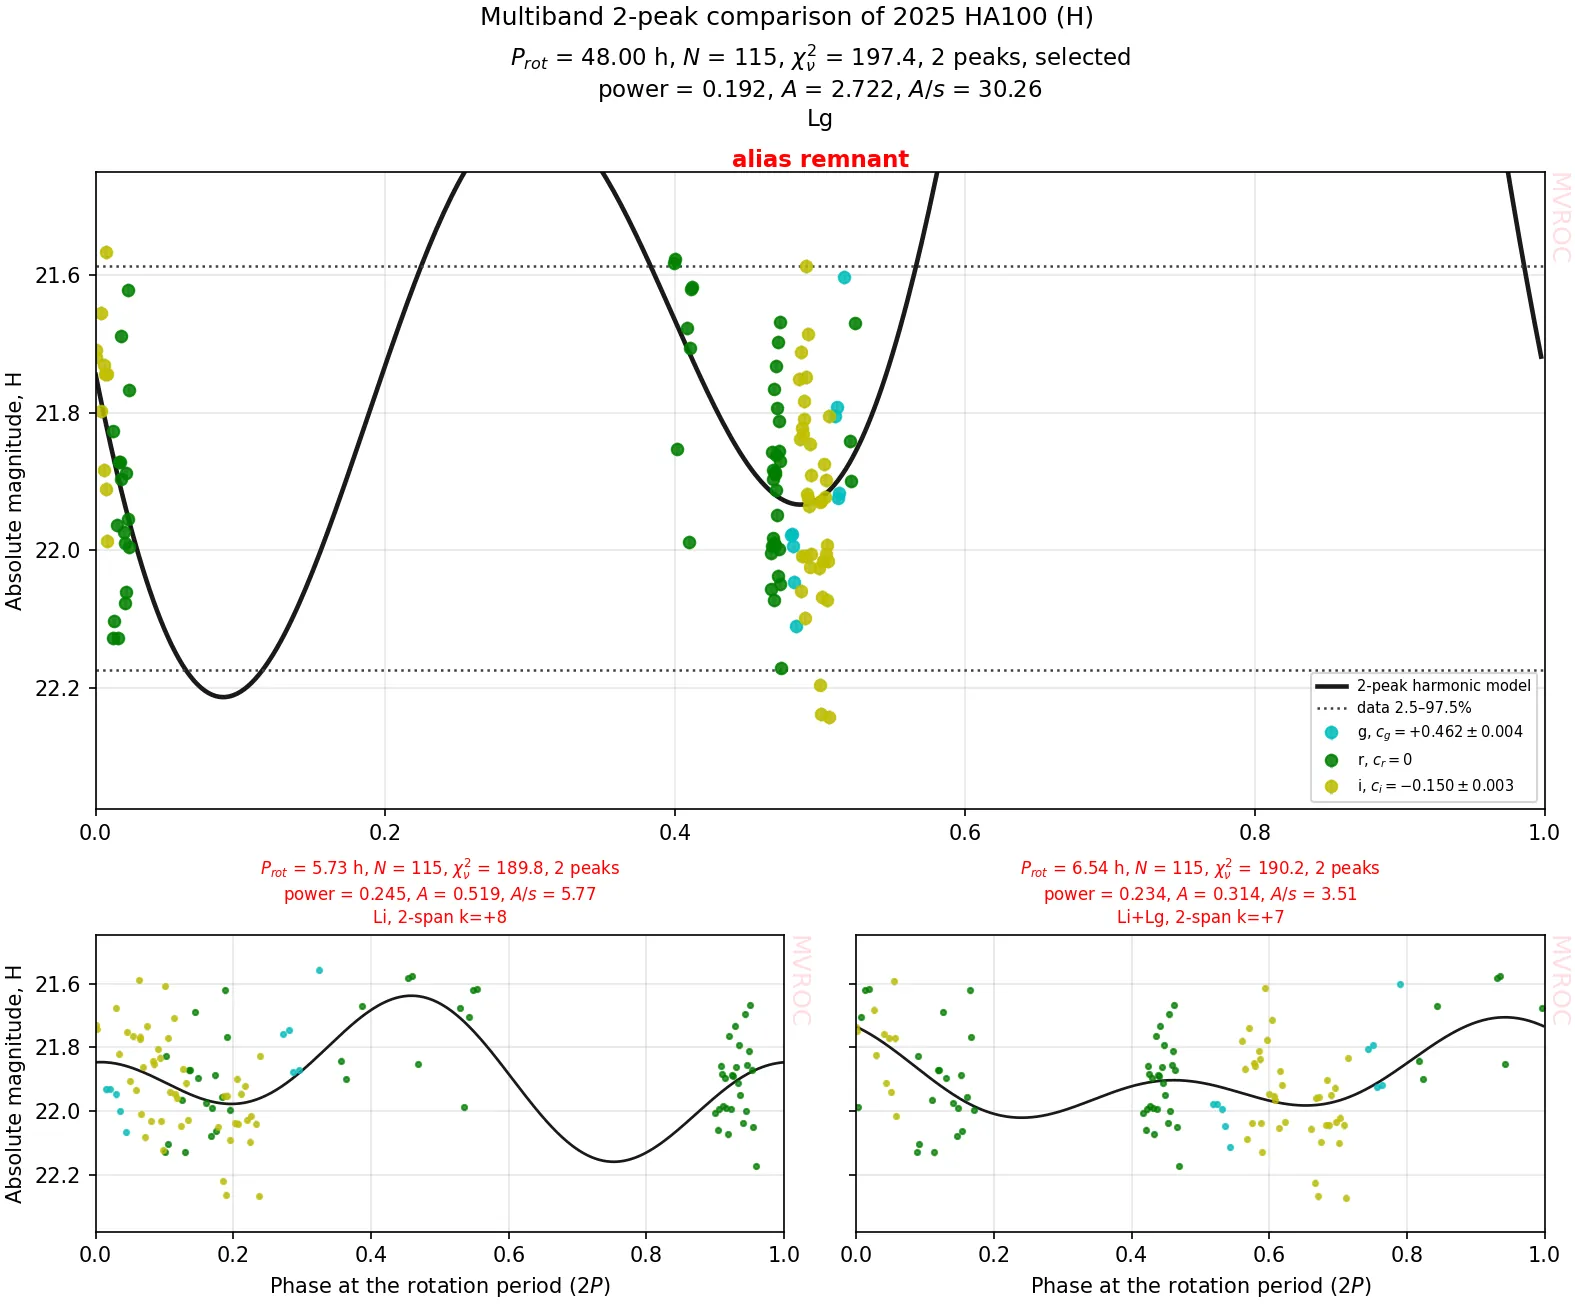 Multiband 2-peak comparison of 2025 HA100 (H)
P_rot = 48.00 h, N = 115, χ²_ν = 197.4, 2 peaks, selected
power = 0.192, A = 2.722, A/s = 30.26
Lg
alias remnant
MVROC
Absolute magnitude, H
21.6
21.8
22.0
22.2
2-peak harmonic model
data 2.5–97.5%
g, c_g = +0.462 ± 0.004
r, c_r = 0
i, c_i = −0.150 ± 0.003
0.0 0.2 0.4 0.6 0.8 1.0
P_rot = 5.73 h, N = 115, χ²_ν = 189.8, 2 peaks
power = 0.245, A = 0.519, A/s = 5.77
Li, 2-span k=+8
MVROC
Absolute magnitude, H
21.6
21.8
22.0
22.2
0.0 0.2 0.4 0.6 0.8 1.0
Phase at the rotation period (2P)
P_rot = 6.54 h, N = 115, χ²_ν = 190.2, 2 peaks
power = 0.234, A = 0.314, A/s = 3.51
Li+Lg, 2-span k=+7
MVROC
0.0 0.2 0.4 0.6 0.8 1.0
Phase at the rotation period (2P)